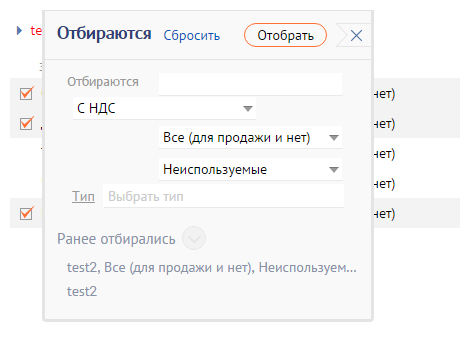 te
Отбираются Сбросить Отобрать
Отбираются
С НДС
нет)
Все (для продажи и нет)
нет)
нет)
Неиспользуемые
нет)
Тип Выбрать тип
нет)
Ранее отбирались
test2, Все (для продажи и нет), Неиспользуем...
test2